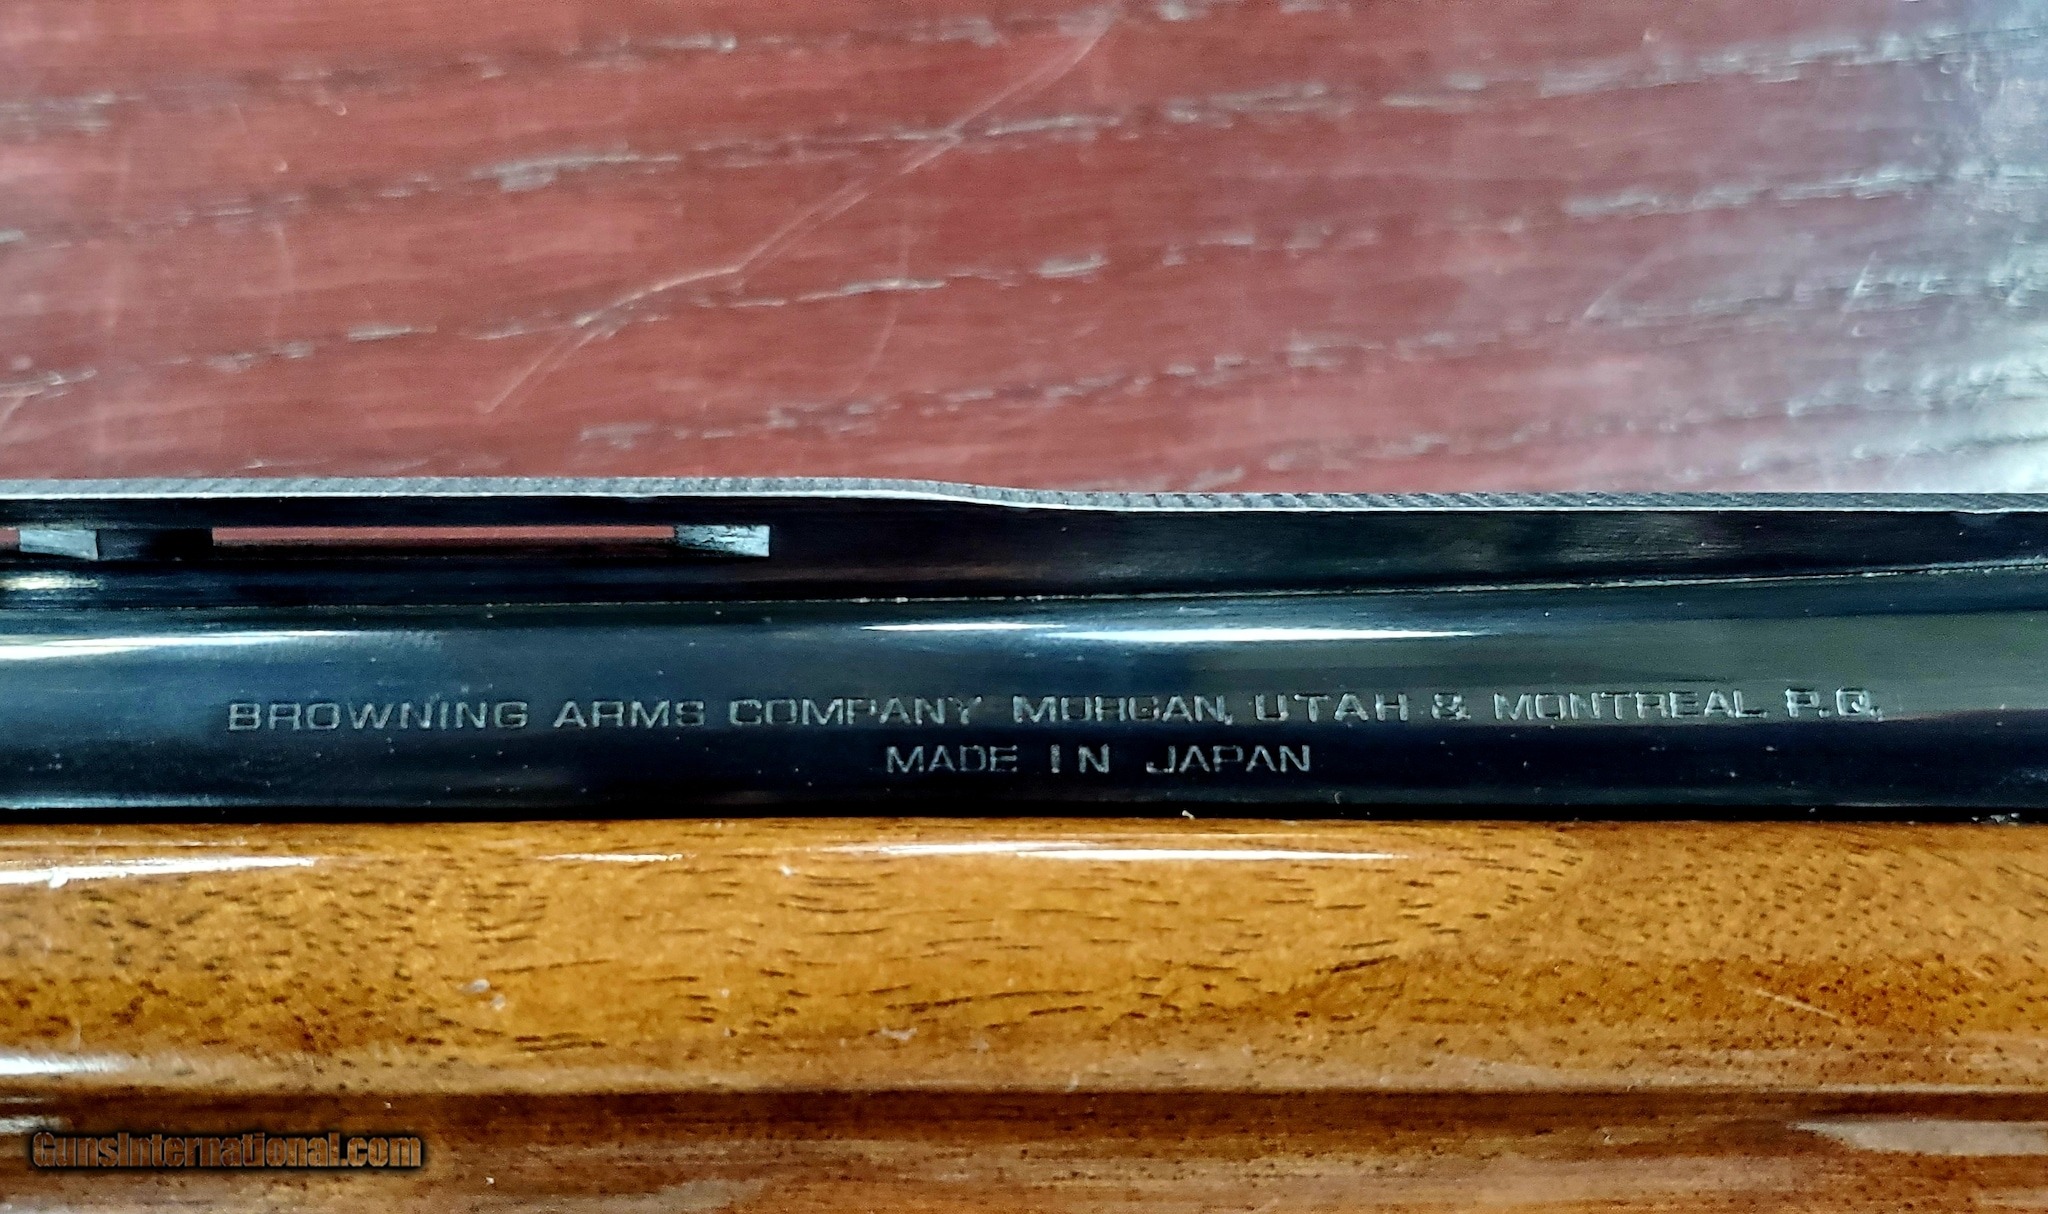 BROWNING ARMS COMPANY MORGAN, UTAH & MONTREAL P.Q.
MADE IN JAPAN
GunsInternational.com